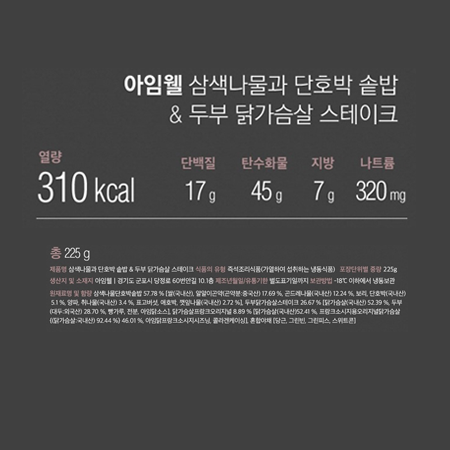 아임웰 삼색나물과 단호박 솥밥
& 두부 닭가슴살 스테이크
열량 단백질 탄수화물 지방 나트륨
310 kcal 17 g 45 g 7 g 320 mg
총 225 g
제품명 삼색나물과 단호박 솥밥 & 두부 닭가슴살 스테이크 식품의 유형 즉석조리식품(가열하여 섭취하는 냉동식품) 포장단위별 중량 225g
생산지 및 소재지 아임웰 | 경기도 군포시 당정로 60번안길 10.1층 제조년월일/유통기한 별도표기일까지 보관방법 -18℃ 이하에서 냉동보관
원재료명 및 함량 삼색나물단호박솥밥 57.78 % [쌀(국내산), 알알이곤약(곤약분:중국산) 17.69 %, 곤드레나물(국내산) 12.24 %, 보리, 단호박(국내산)
5.1 %, 양파, 취나물(국내산) 3.4 %, 표고버섯, 애호박, 깻잎나물(국내산) 2.72 %], 두부닭가슴살스테이크 36.67 % [닭가슴살(국내산) 52.39 %, 두부
(대두:외국산) 28.70 %, 빵가루, 전분, 아임닭소스], 닭가슴살프랑크오리지널 8.89 % [닭가슴살(국내산)52.41 %, 프랑크소시지용오리지널닭가슴살
((닭가슴살:국내산) 92.44 %) 46.01 %, 아임닭프랑크소시지시즈닝, 콜라겐케이싱], 혼합야채 [당근, 그린빈, 그린피스, 스위트콘]